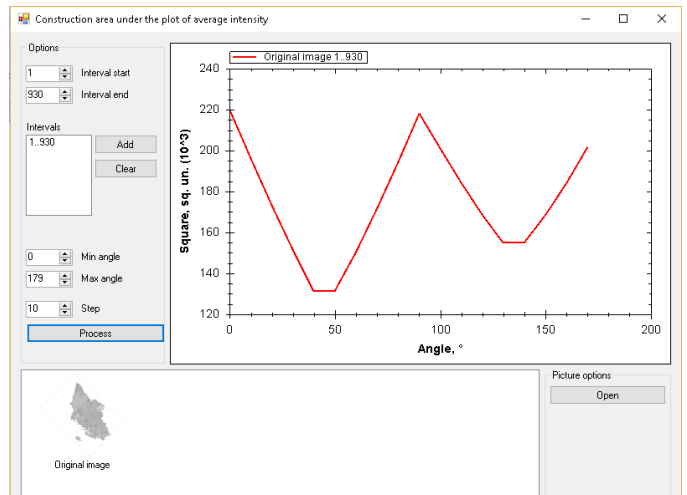 Construction area under the plot of average intensity
Options
1 Interval start
930 Interval end
Intervals
1..930
Add
Clear
0 Min angle
179 Max angle
10 Step
Process
Original image 1..930
Square, sq. un. (10^3)
240
220
200
180
160
140
120
0 50 100 150 200
Angle, °
Original image
Picture options
Open